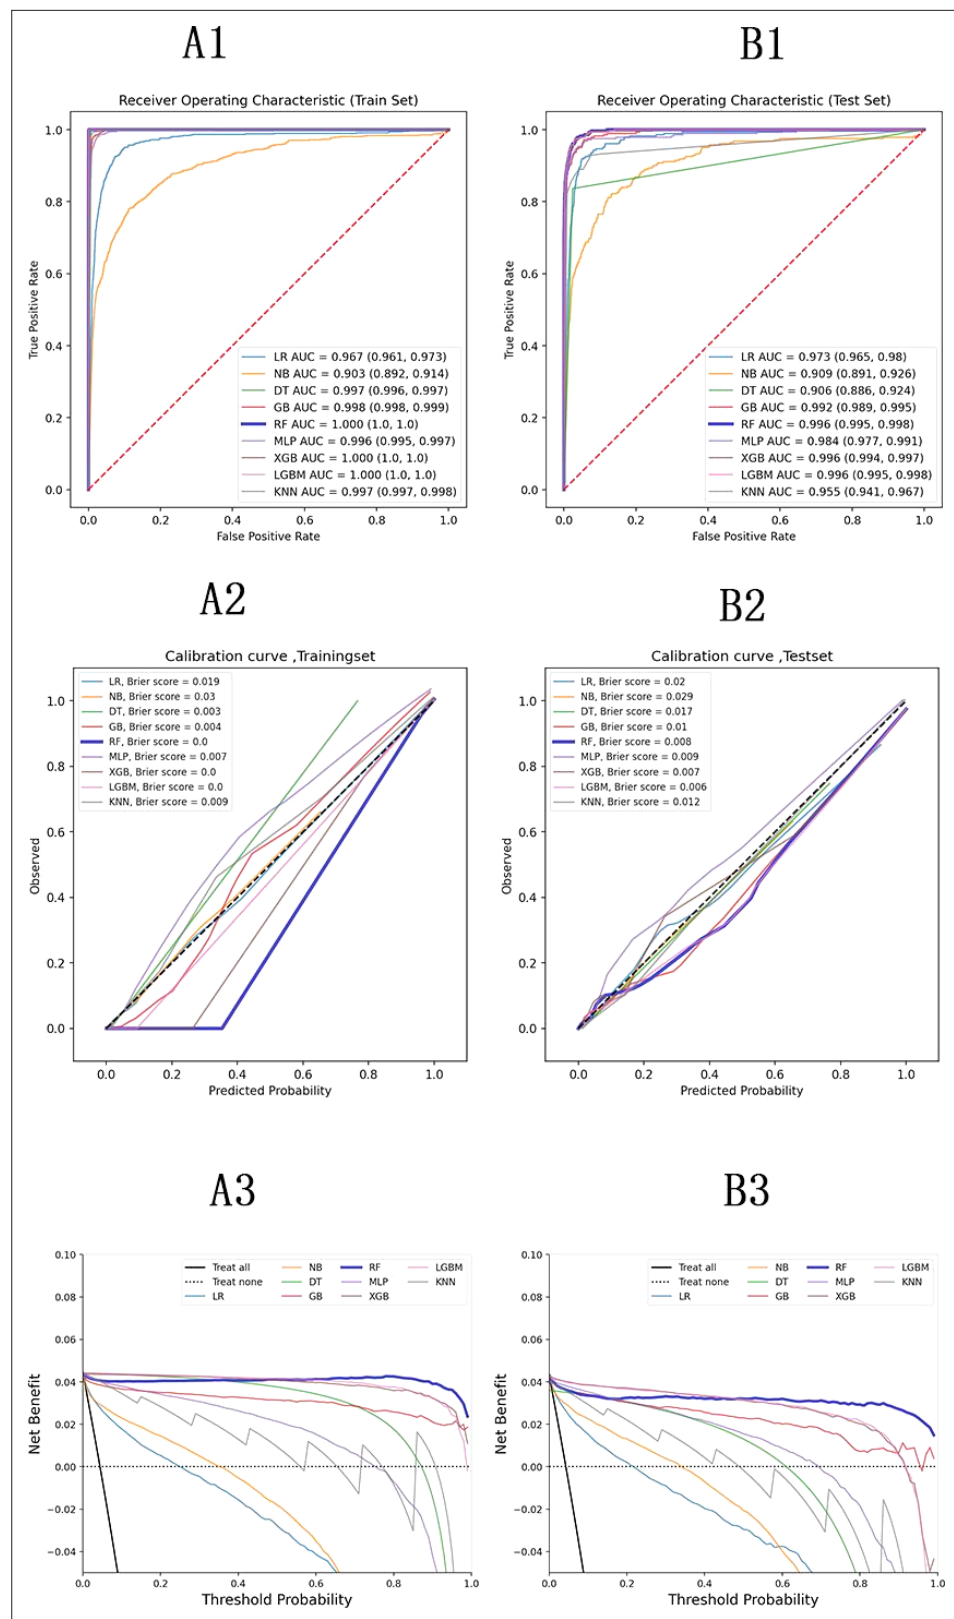 A1
B1
Receiver Operating Characteristic (Train Set)
Receiver Operating Characteristic (Test Set)
True Positive Rate
1.0
0.8
0.6
0.4
0.2
0.0
LR AUC = 0.967 (0.961, 0.973)
NB AUC = 0.903 (0.892, 0.914)
DT AUC = 0.997 (0.996, 0.997)
GB AUC = 0.998 (0.998, 0.999)
RF AUC = 1.000 (1.0, 1.0)
MLP AUC = 0.996 (0.995, 0.997)
XGB AUC = 1.000 (1.0, 1.0)
LGBM AUC = 1.000 (1.0, 1.0)
KNN AUC = 0.997 (0.997, 0.998)
0.0 0.2 0.4 0.6 0.8 1.0
False Positive Rate
True Positive Rate
1.0
0.8
0.6
0.4
0.2
0.0
LR AUC = 0.973 (0.965, 0.98)
NB AUC = 0.909 (0.891, 0.926)
DT AUC = 0.906 (0.886, 0.924)
GB AUC = 0.992 (0.989, 0.995)
RF AUC = 0.996 (0.995, 0.998)
MLP AUC = 0.984 (0.977, 0.991)
XGB AUC = 0.996 (0.994, 0.997)
LGBM AUC = 0.996 (0.995, 0.998)
KNN AUC = 0.955 (0.941, 0.967)
0.0 0.2 0.4 0.6 0.8 1.0
False Positive Rate
A2
B2
Calibration curve ,Trainingset
Calibration curve ,Testset
Observed
1.0
0.8
0.6
0.4
0.2
0.0
LR, Brier score = 0.019
NB, Brier score = 0.03
DT, Brier score = 0.003
GB, Brier score = 0.004
RF, Brier score = 0.0
MLP, Brier score = 0.007
XGB, Brier score = 0.0
LGBM, Brier score = 0.0
KNN, Brier score = 0.009
0.0 0.2 0.4 0.6 0.8 1.0
Predicted Probability
Observed
1.0
0.8
0.6
0.4
0.2
0.0
LR, Brier score = 0.02
NB, Brier score = 0.029
DT, Brier score = 0.017
GB, Brier score = 0.01
RF, Brier score = 0.008
MLP, Brier score = 0.009
XGB, Brier score = 0.007
LGBM, Brier score = 0.006
KNN, Brier score = 0.012
0.0 0.2 0.4 0.6 0.8 1.0
Predicted Probability
A3
B3
Net Benefit
0.10
0.08
0.06
0.04
0.02
0.00
−0.02
−0.04
Treat all NB RF LGBM
Treat none DT MLP KNN
LR GB XGB
0.0 0.2 0.4 0.6 0.8 1.0
Threshold Probability
Net Benefit
0.10
0.08
0.06
0.04
0.02
0.00
−0.02
−0.04
Treat all NB RF LGBM
Treat none DT MLP KNN
LR GB XGB
0.0 0.2 0.4 0.6 0.8 1.0
Threshold Probability